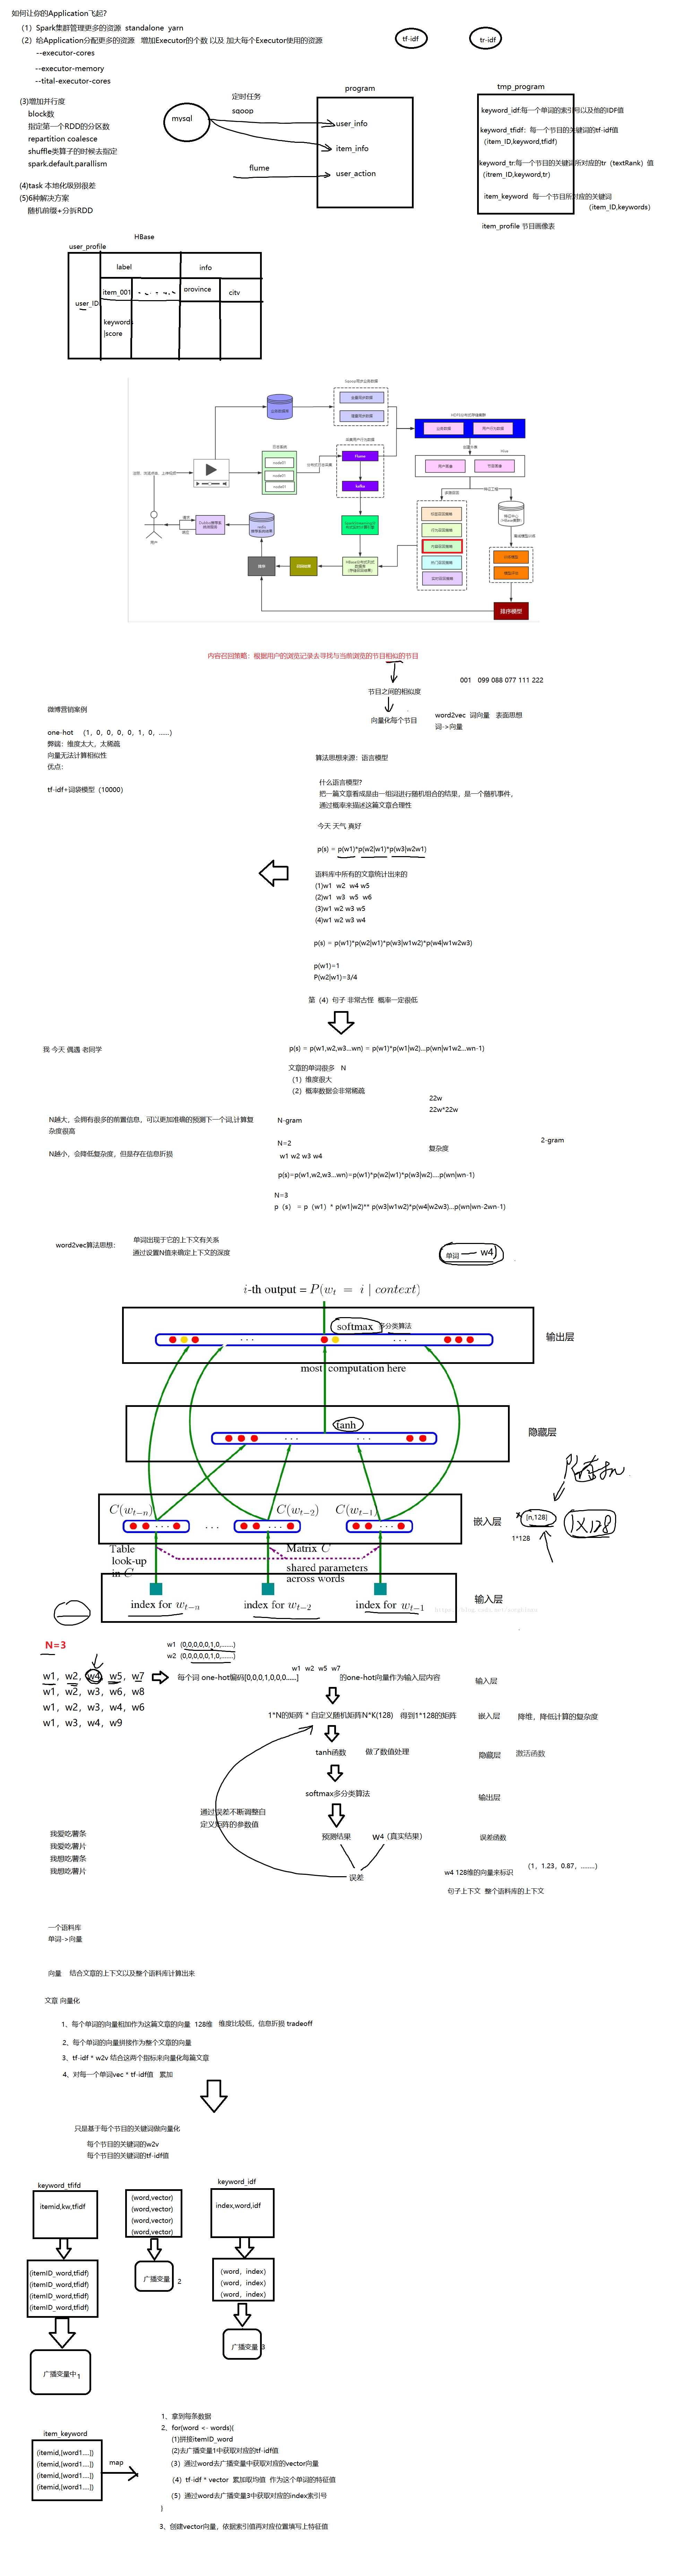 如何让你的Application飞起?
（1）Spark集群管理更多的资源 standalone yarn
（2）给Application分配更多的资源 增加Executor的个数 以及 加大每个Executor使用的资源
--executor-cores
--executor-memory
--tital-executor-cores
tf-idf
tr-idf
(3)增加并行度
block数
指定第一个RDD的分区数
repartition coalesce
shuffle类算子的时候去指定
spark.default.parallism
(4)task 本地化级别很差
(5)6种解决方案
随机前缀+分拆RDD
mysql
定时任务
sqoop
flume
program
user_info
item_info
user_action
tmp_program
keyword_idf:每一个单词的索引号以及他的IDF值
keyword_tfidf: 每一个节目的关键词的tf-idf值
(item_ID,keyword,tfidf)
keyword_tr:每一个节目的关键词所对应的tr（textRank）值
(itrem_ID,keyword,tr)
item_keyword 每一个节目所对应的关键词
(item_ID,keywords)
item_profile 节目画像表
HBase
user_profile
label
info
user_ID
item_001
province
city
keyword
|score
HDFS分布式存储集群
业务数据
用户行为数据
Hive
用户画像
节目画像
flume
kafka
node01
排序模型
用户
内容召回策略：根据用户的浏览记录去寻找与当前浏览的节目相似的节目
节目之间的相似度
001 099 088 077 111 222
向量化每个节目
word2vec 词向量 表面思想
词->向量
微博营销案例
one-hot （1，0，0，0，0，1，0，......）
弊端：维度太大，太稀疏
向量无法计算相似性
优点：
tf-idf+词袋模型（10000）
算法思想来源：语言模型
什么语言模型?
把一篇文章看成是由一组词进行随机组合的结果，是一个随机事件，
通过概率来描述这篇文章合理性
今天 天气 真好
p(s) = p(w1)*p(w2|w1)*p(w3|w2w1)
语料库中所有的文章统计出来的
(1)w1 w2 w4 w5
(2)w1 w3 w5 w6
(3)w1 w2 w3 w5
(4)w1 w2 w3 w4
p(s) = p(w1)*p(w2|w1)*p(w3|w1w2)*p(w4|w1w2w3)
p(w1)=1
P(w2|w1)=3/4
第（4）句子 非常古怪 概率一定很低
我 今天 偶遇 老同学
p(s) = p(w1,w2,w3...wn) = p(w1)*p(w1|w2)...p(wn|w1w2...wn-1)
文章的单词很多 N
（1）维度很大
（2）概率数据会非常稀疏
22w
22w*22w
N越大，会拥有很多的前置信息，可以更加准确的预测下一个词,计算复
杂度很高
N越小，会降低复杂度，但是存在信息折损
N-gram
N=2
w1 w2 w3 w4
复杂度
2-gram
p(s)=p(w1,w2,w3...wn)=p(w1)*p(w2|w1)*p(w3|w2)....p(wn|wn-1)
N=3
p（s） = p（w1）* p(w1|w2)** p(w3|w1w2)*p(w4|w2w3)...p(wn|wn-2wn-1)
word2vec算法思想：
单词出现于它的上下文有关系
通过设置N值来确定上下文的深度
单词 — w4
i-th output = P(w_t = i | context)
softmax 多分类算法
输出层
most computation here
tanh
隐藏层
C(w_{t-n})
C(w_{t-2})
C(w_{t-1})
嵌入层
[n,128]
1*128
1×128
Table
look-up
in C
Matrix C
shared parameters
across words
index for w_{t-n}
index for w_{t-2}
index for w_{t-1}
输入层
N=3
w1，w2，w4，w5，w7
w1，w2，w3，w6，w8
w1，w2，w3，w4，w6
w1，w3，w4，w9
w1 (0,0,0,0,0,1,0,......)
w2 (0,0,0,0,0,1,0,......)
w1 w2 w5 w7
每个词 one-hot编码[0,0,0,1,0,0,0......]
的one-hot向量作为输入层内容
输入层
1*N的矩阵 * 自定义随机矩阵N*K(128) 得到1*128的矩阵
嵌入层 降维，降低计算的复杂度
tanh函数 做了数值处理
隐藏层 激活函数
softmax多分类算法
输出层
通过误差不断调整自
定义矩阵的参数值
预测结果
w4（真实结果）
误差函数
误差
我爱吃薯条
我爱吃薯片
我想吃薯条
我想吃薯片
w4 128维的向量来标识
（1，1.23，0.87，.......）
句子上下文 整个语料库的上下文
一个语料库
单词->向量
向量 结合文章的上下文以及整个语料库计算出来
文章 向量化
1、每个单词的向量相加作为这篇文章的向量 128维 维度比较低，信息折损 tradeoff
2、每个单词的向量拼接作为整个文章的向量
3、tf-idf * w2v 结合这两个指标来向量化每篇文章
4、对每一个单词vec * tf-idf值 累加
只是基于每个节目的关键词做向量化
每个节目的关键词的w2v
每个节目的关键词的tf-idf值
keyword_tfifd
itemid,kw,tfidf
(word,vector)
(word,vector)
(word,vector)
(word,vector)
keyword_idf
index,word,idf
(itemID_word,tfidf)
(itemID_word,tfidf)
(itemID_word,tfidf)
(itemID_word,tfidf)
广播变量 2
（word，index）
（word，index）
（word，index）
广播变量 3
广播变量中1
item_keyword
(itemid,[word1....])
(itemid,[word1....])
(itemid,[word1....])
(itemid,[word1....])
map
1、拿到每条数据
2、for(word <- words){
(1)拼接itemID_word
(2)去广播变量1中获取对应的tf-idf值
（3）通过word去广播变量中获取对应的vector向量
（4）tf-idf * vector 累加取均值 作为这个单词的特征值
（5）通过word去广播变量3中获取对应的index索引号
}
3、创建vector向量，依据索引值再对应位置填写上特征值